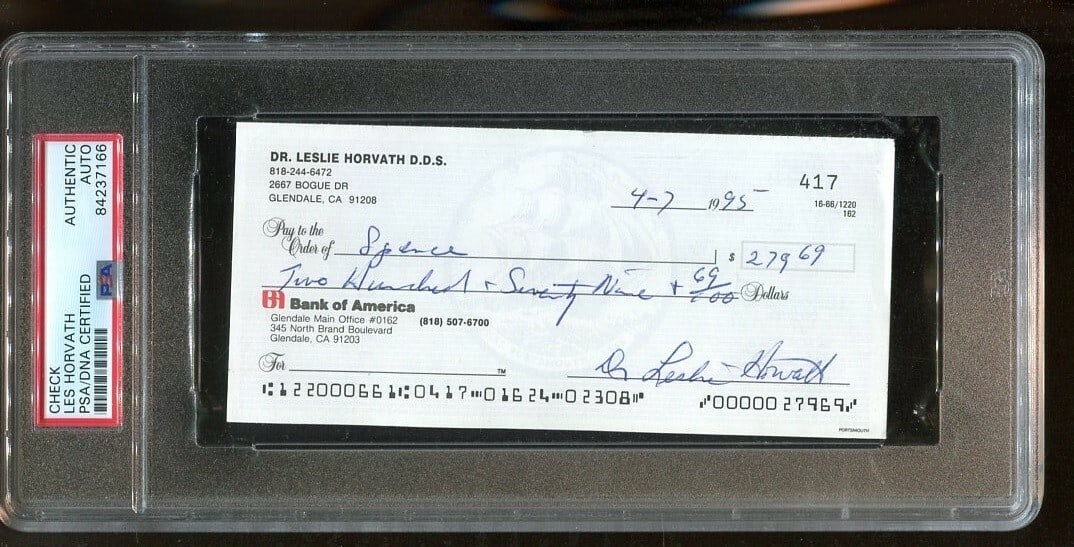 CHECK
LES HORVATH
PSA/DNA CERTIFIED
AUTHENTIC
AUTO
84237166
PSA
DR. LESLIE HORVATH D.D.S.
818-244-6472
2667 BOGUE DR
GLENDALE, CA 91208
417
4-7 1995
16-66/1220
162
Pay to the
Order of Spence $ 279 69
Two Hundred + Seventy Nine + 69/100 Dollars
BA Bank of America
Glendale Main Office #0162 (818) 507-6700
345 North Brand Boulevard
Glendale, CA 91203
For TM Dr Leslie Horvath
⑆122000661⑆0417⑈01624⑈02308⑈ ⑇0000027969⑇
PORTSMOUTH